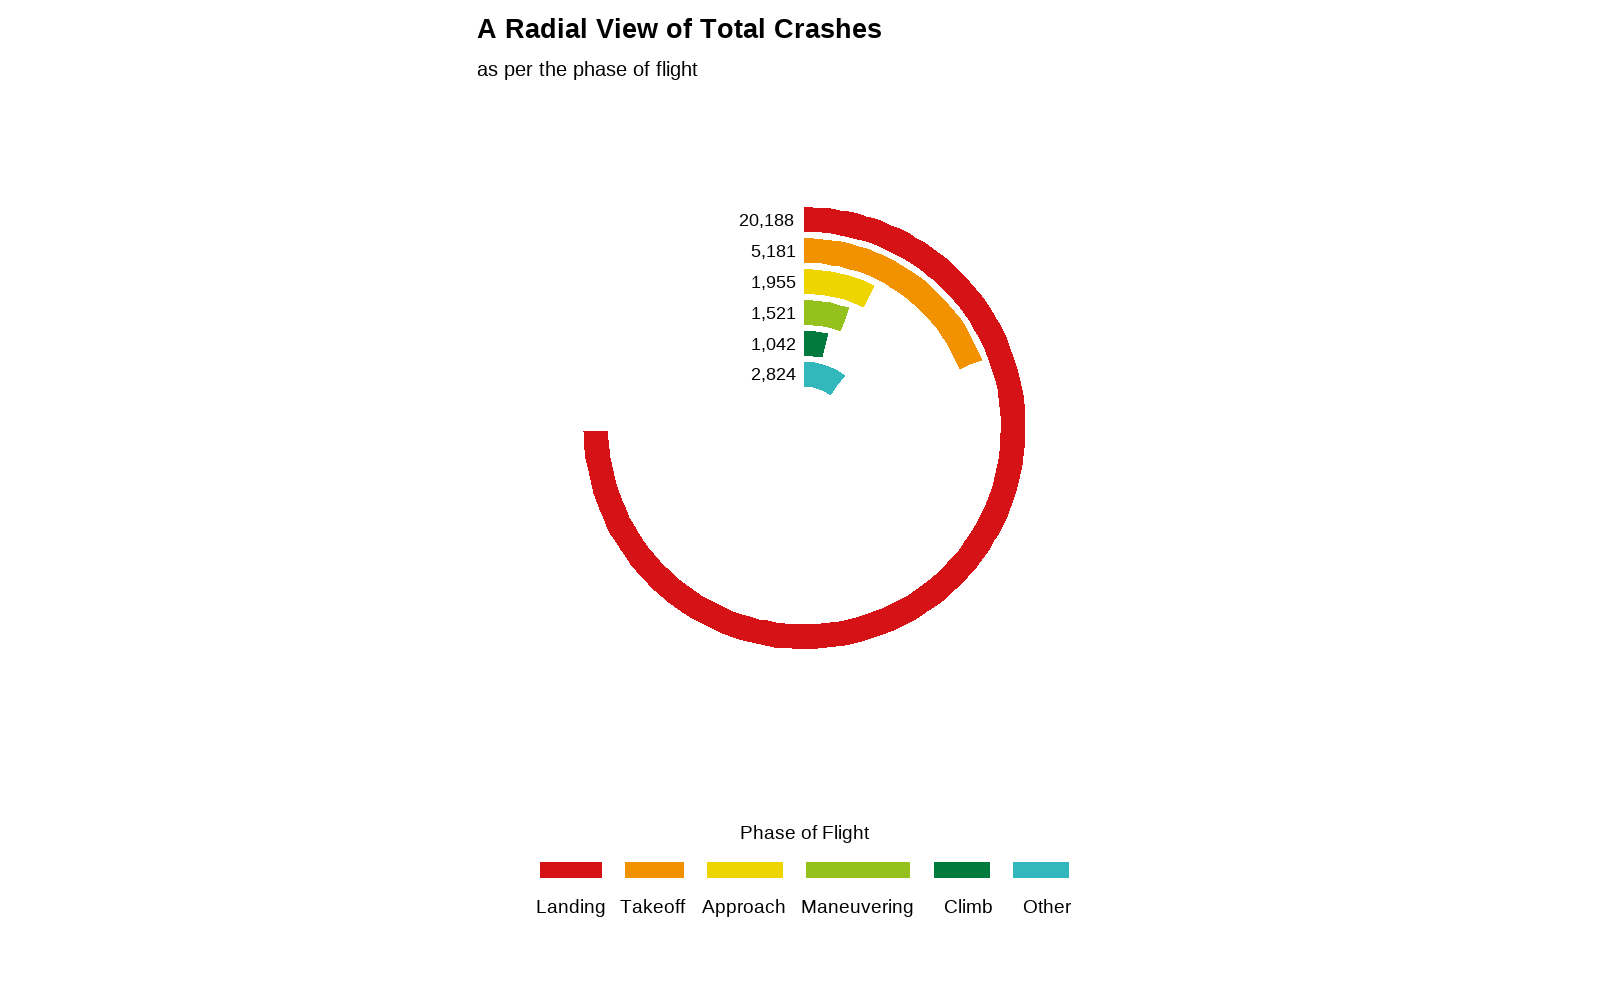 A Radial View of Total Crashes
as per the phase of flight
20,188
5,181
1,955
1,521
1,042
2,824
Phase of Flight
Landing Takeoff Approach Maneuvering Climb Other